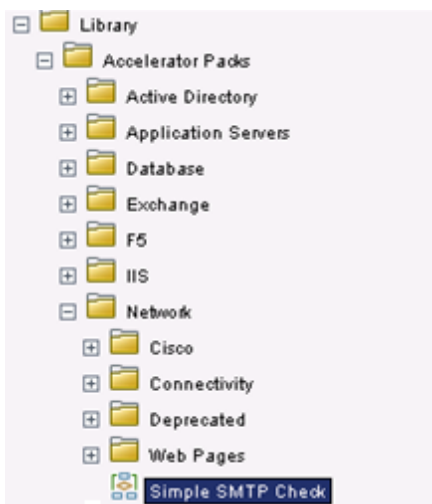 Library
Accelerator Packs
Active Directory
Application Servers
Database
Exchange
F5
IIS
Network
Cisco
Connectivity
Deprecated
Web Pages
Simple SMTP Check